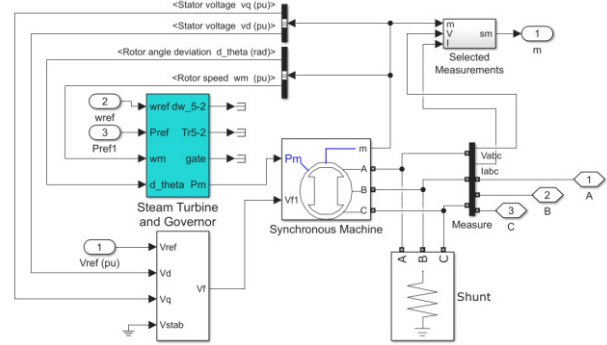 <Stator voltage vq (pu)>
<Stator voltage vd (pu)>
<Rotor angle deviation d_theta (rad)>
<Rotor speed wm (pu)>
m
V
I
sm
1
m
Selected
Measurements
2
wref
3
Pref1
wref dw_5-2
Pref Tr5-2
wm gate
d_theta Pm
Steam Turbine
and Governor
Pm
m
A
B
C
Vf1
Synchronous Machine
Vabc
Iabc
Measure
1
A
2
B
3
C
1
Vref (pu)
Vref
Vd
Vq
Vstab
Vf
A B C
Shunt